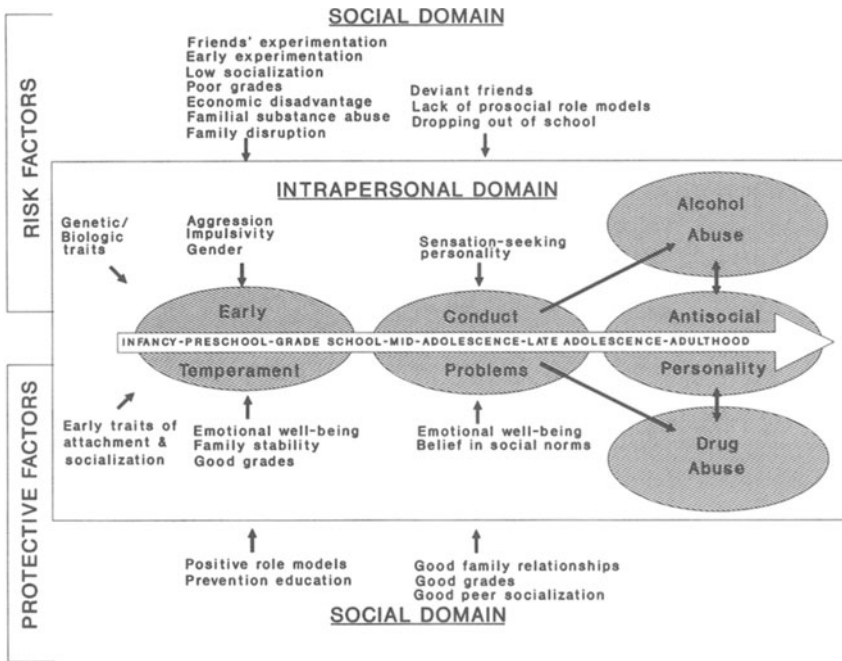 SOCIAL DOMAIN
Friends' experimentation
Early experimentation
Low socialization
Poor grades
Economic disadvantage
Familial substance abuse
Family disruption
Deviant friends
Lack of prosocial role models
Dropping out of school
RISK FACTORS
INTRAPERSONAL DOMAIN
Genetic/
Biologic
traits
Aggression
Impulsivity
Gender
Sensation-seeking
personality
Alcohol
Abuse
Early
Conduct
Antisocial
INFANCY-PRESCHOOL-GRADE SCHOOL-MID-ADOLESCENCE-LATE ADOLESCENCE-ADULTHOOD
Temperament
Problems
Personality
PROTECTIVE FACTORS
Early traits of
attachment &
socialization
Emotional well-being
Family stability
Good grades
Emotional well-being
Belief in social norms
Drug
Abuse
Positive role models
Prevention education
Good family relationships
Good grades
Good peer socialization
SOCIAL DOMAIN